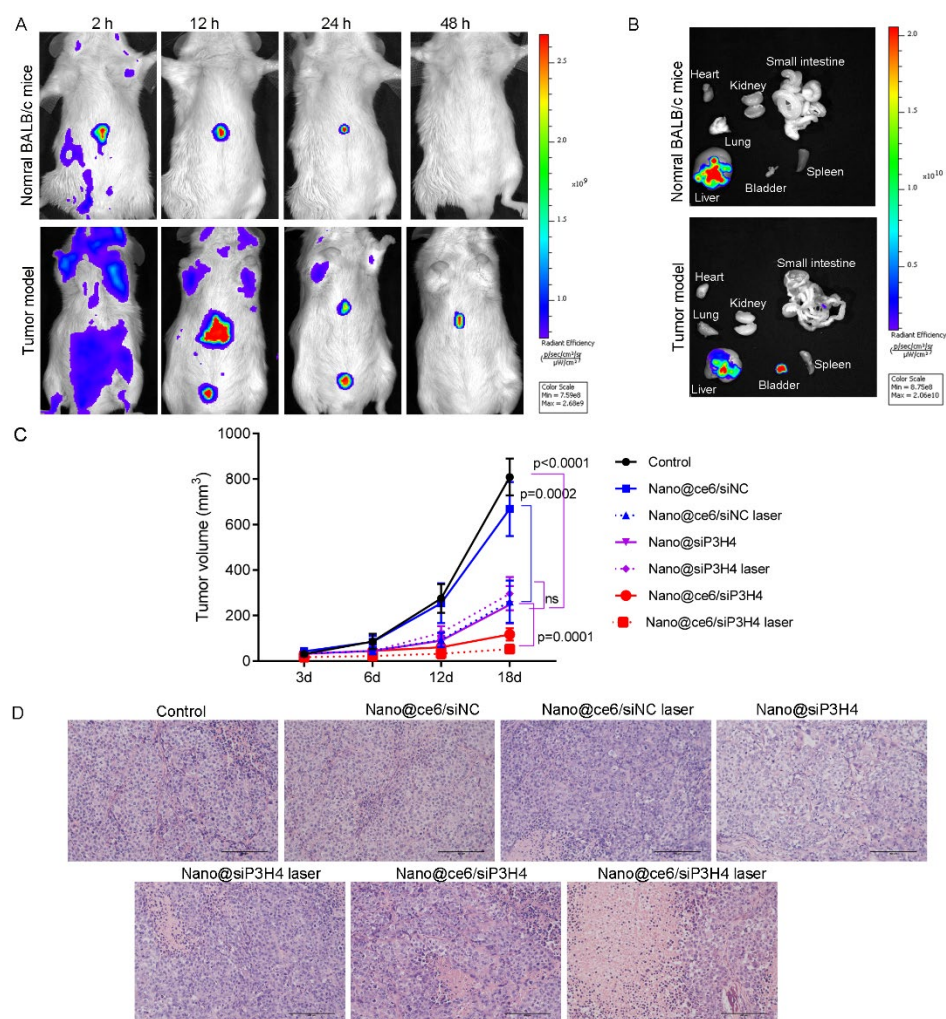 A
2 h 12 h 24 h 48 h
Nomral BALB/c mice
Tumor model
2.5
2.0
1.5
1.0
x10⁹
Radiant Efficiency
Color Scale
Min = 7.59e8
Max = 2.68e9
B
Nomral BALB/c mice
Heart
Kidney
Small intestine
Lung
Liver
Bladder
Spleen
Tumor model
Heart
Kidney
Small intestine
Lung
Liver
Bladder
Spleen
2.0
1.5
1.0
0.5
x10¹⁰
Radiant Efficiency
Color Scale
Min = 8.75e8
Max = 2.06e10
C
Tumor volume (mm³)
1000
800
600
400
200
0
3d 6d 12d 18d
p<0.0001
p=0.0002
ns
p=0.0001
Control
Nano@ce6/siNC
Nano@ce6/siNC laser
Nano@siP3H4
Nano@siP3H4 laser
Nano@ce6/siP3H4
Nano@ce6/siP3H4 laser
D
Control Nano@ce6/siNC Nano@ce6/siNC laser Nano@siP3H4
Nano@siP3H4 laser Nano@ce6/siP3H4 Nano@ce6/siP3H4 laser